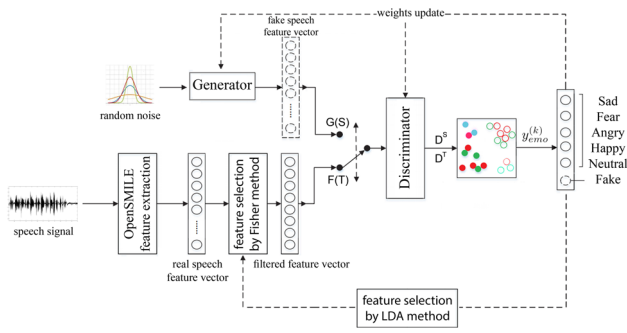 weights update
fake speech
feature vector
Generator
random noise
G(S)
F(T)
Discriminator
D^S
D^T
y_{emo}^{(k)}
Sad
Fear
Angry
Happy
Neutral
Fake
speech signal
OpenSMILE
feature extraction
real speech
feature vector
feature selection
by Fisher method
filtered feature vector
feature selection
by LDA method